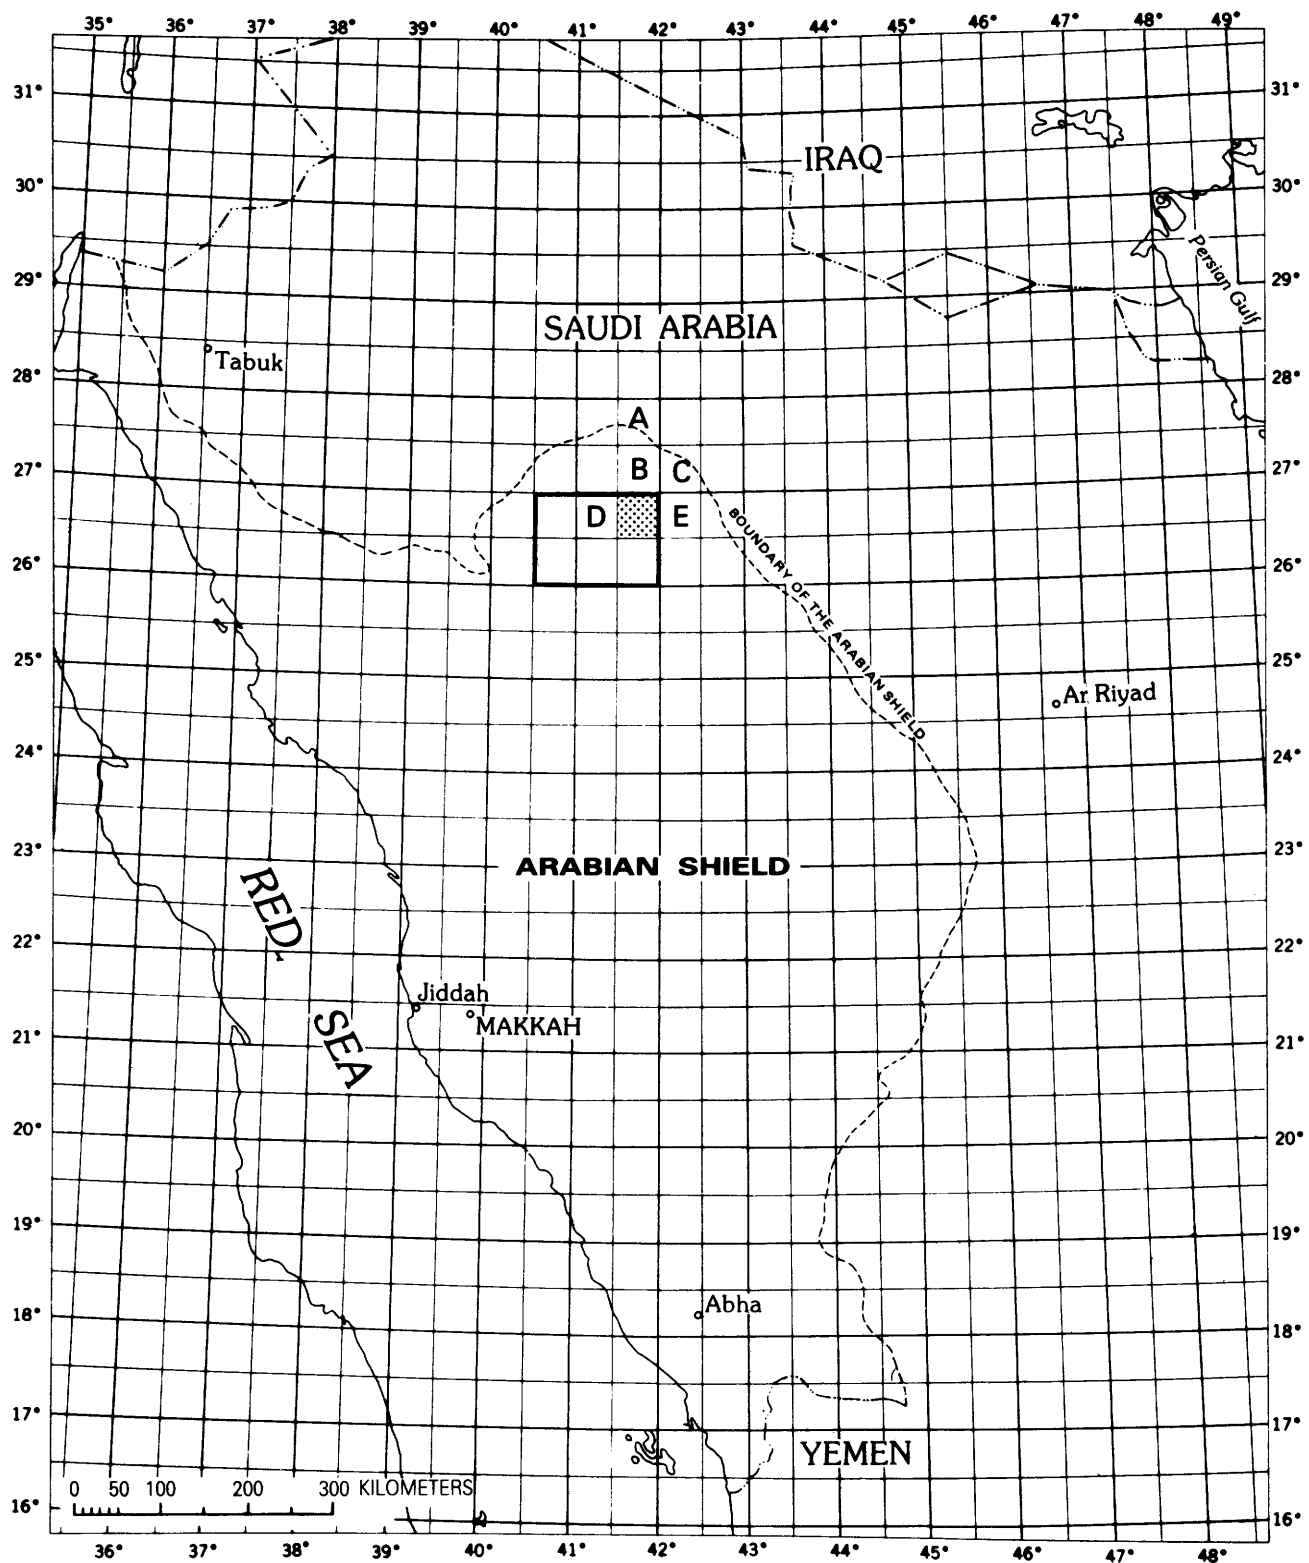 35° 36° 37° 38° 39° 40° 41° 42° 43° 44° 45° 46° 47° 48° 49°
31° 31°
IRAQ
30° 30°
Persian Gulf
29° 29°
SAUDI ARABIA
Tabuk
28° 28°
A
27° B C 27°
D E
BOUNDARY OF THE ARABIAN SHIELD
26° 26°
25° 25°
Ar Riyad
24° 24°
23° ARABIAN SHIELD 23°
RED
22° 22°
Jiddah
SEA
MAKKAH
21° 21°
20° 20°
19° 19°
Abha
18° 18°
17° 17°
YEMEN
0 50 100 200 300 KILOMETERS
16° 16°
36° 37° 38° 39° 40° 41° 42° 43° 44° 45° 46° 47° 48°